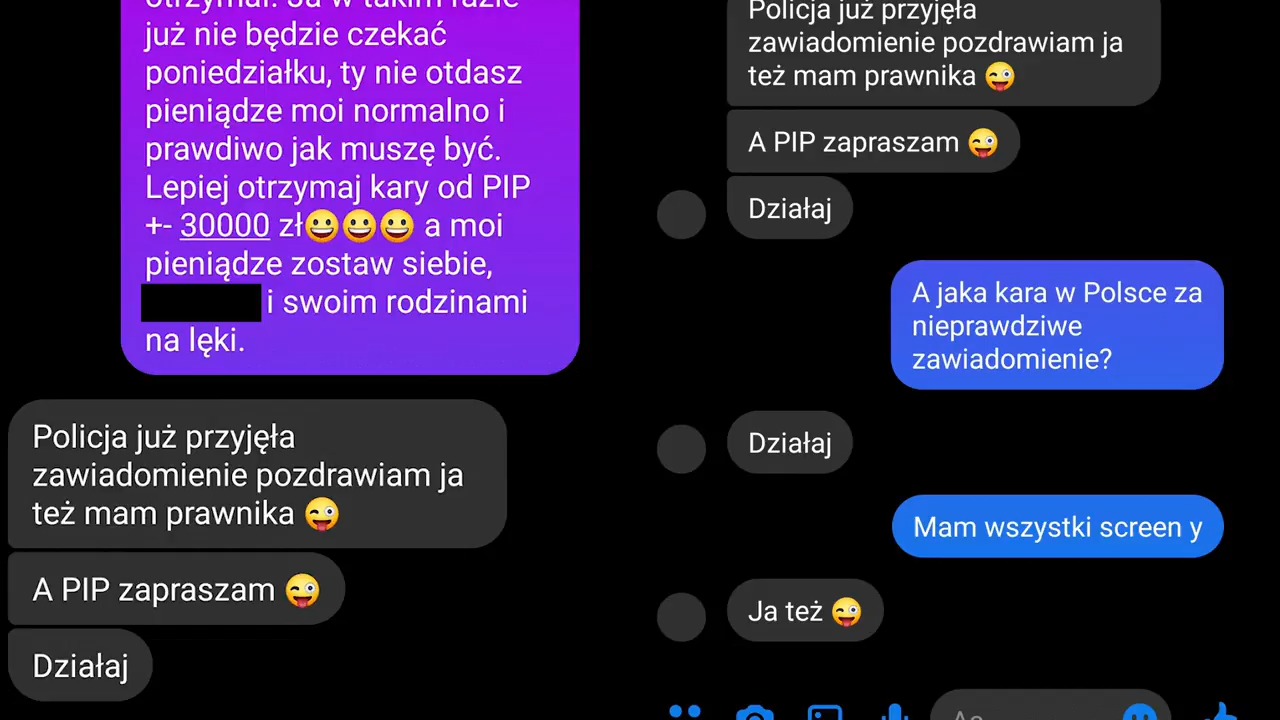 otrzymał. Ja w takim razie
już nie będzie czekać
poniedziałku, ty nie otdasz
pieniądze moi normalno i
prawdiwo jak muszę być.
Lepiej otrzymaj kary od PIP
+- 30000 zł😀😀😀 a moi
pieniądze zostaw siebie,
i swoim rodzinami
na lęki.
Policja już przyjęła
zawiadomienie pozdrawiam ja
też mam prawnika 😜
A PIP zapraszam 😜
Działaj
Policja już przyjęła
zawiadomienie pozdrawiam ja
też mam prawnika 😜
A PIP zapraszam 😜
Działaj
A jaka kara w Polsce za
nieprawdziwe
zawiadomienie?
Działaj
Mam wszystki screen y
Ja też 😜
Aa